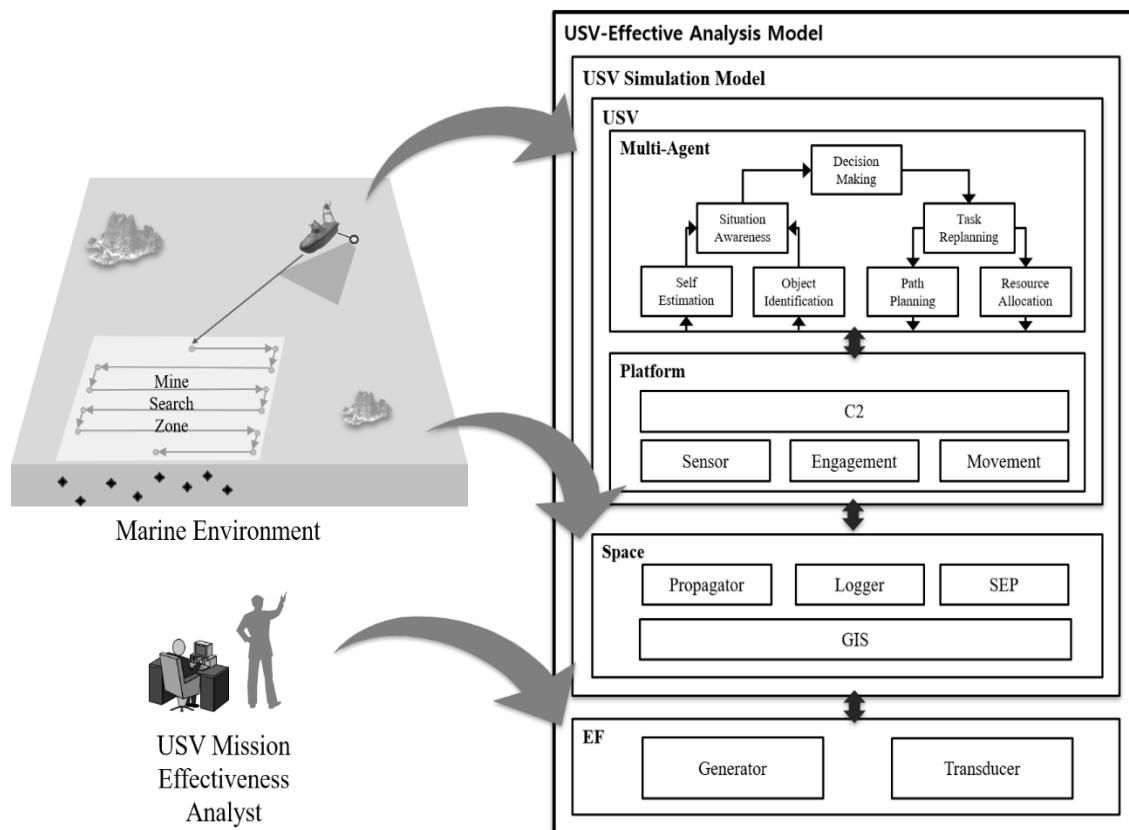 USV-Effective Analysis Model
USV Simulation Model
USV
Multi-Agent
Decision
Making
Situation
Awareness
Task
Replanning
Self
Estimation
Object
Identification
Path
Planning
Resource
Allocation
Platform
C2
Sensor
Engagement
Movement
Space
Propagator
Logger
SEP
GIS
EF
Generator
Transducer
Mine
Search
Zone
Marine Environment
USV Mission
Effectiveness
Analyst